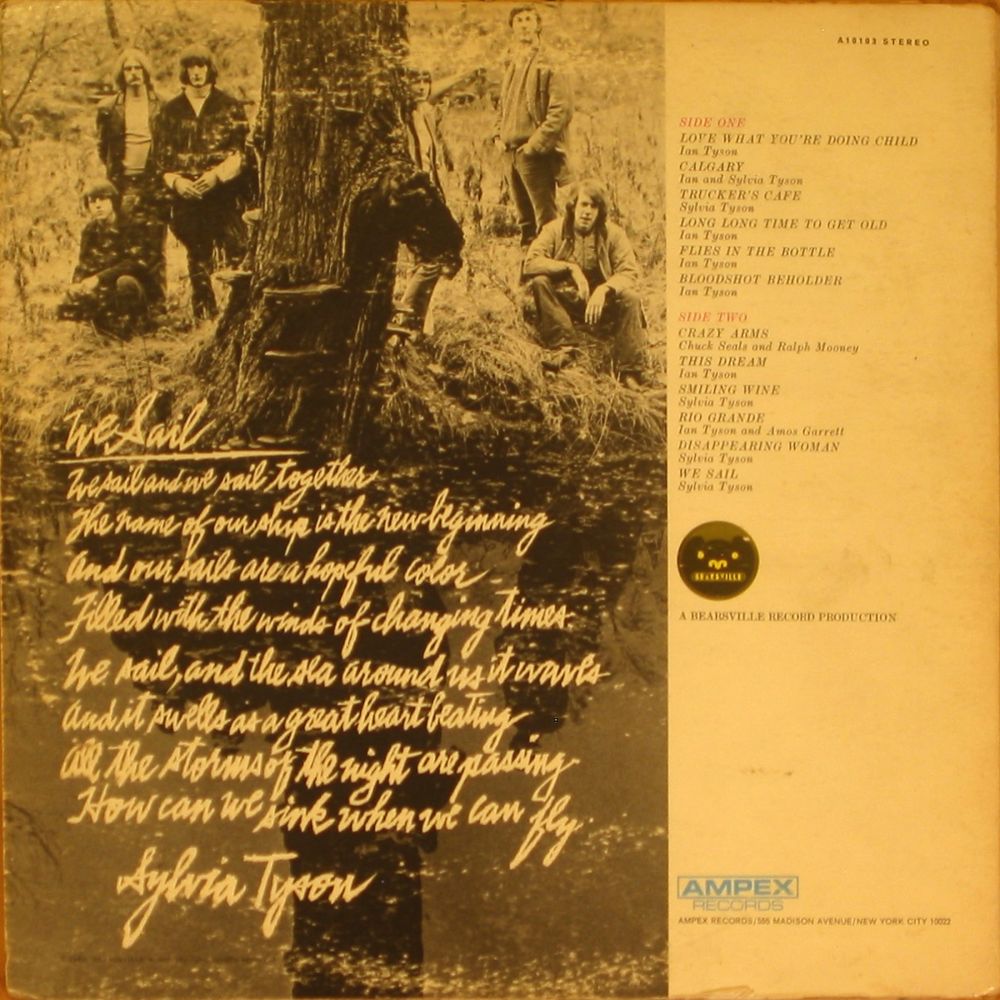 A10103 STEREO
SIDE ONE
LOVE WHAT YOU'RE DOING CHILD
Ian Tyson
CALGARY
Ian and Sylvia Tyson
TRUCKER'S CAFE
Sylvia Tyson
LONG LONG TIME TO GET OLD
Ian Tyson
FLIES IN THE BOTTLE
Ian Tyson
BLOODSHOT BEHOLDER
Ian Tyson
SIDE TWO
CRAZY ARMS
Chuck Seals and Ralph Mooney
THIS DREAM
Ian Tyson
SMILING WINE
Sylvia Tyson
RIO GRANDE
Ian Tyson and Amos Garrett
DISAPPEARING WOMAN
Sylvia Tyson
WE SAIL
Sylvia Tyson
BEARSVILLE
A BEARSVILLE RECORD PRODUCTION
AMPEX
RECORDS
AMPEX RECORDS/555 MADISON AVENUE/NEW YORK CITY 10022
We Sail
We sail and we sail together
The name of our ship is the new beginning
And our sails are a hopeful color
Filled with the winds of changing times.
We sail, and the sea around us it waves
And it swells as a great heart beating
All the storms of the night are passing.
How can we sink when we can fly.
Sylvia Tyson